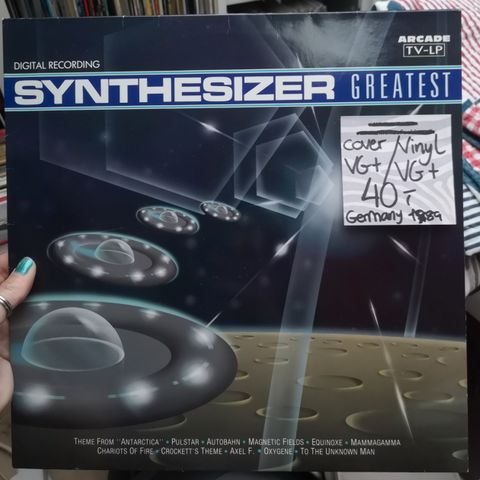 ARCADE
TV-LP
DIGITAL RECORDING
SYNTHESIZER GREATEST
cover / Vinyl
VG+ / VG+
40,-
Germany 1989
THEME FROM "ANTARCTICA" • PULSTAR • AUTOBAHN • MAGNETIC FIELDS • EQUINOXE • MAMMAGAMMA
CHARIOTS OF FIRE • CROCKETT'S THEME • AXEL F. • OXYGENE • TO THE UNKNOWN MAN